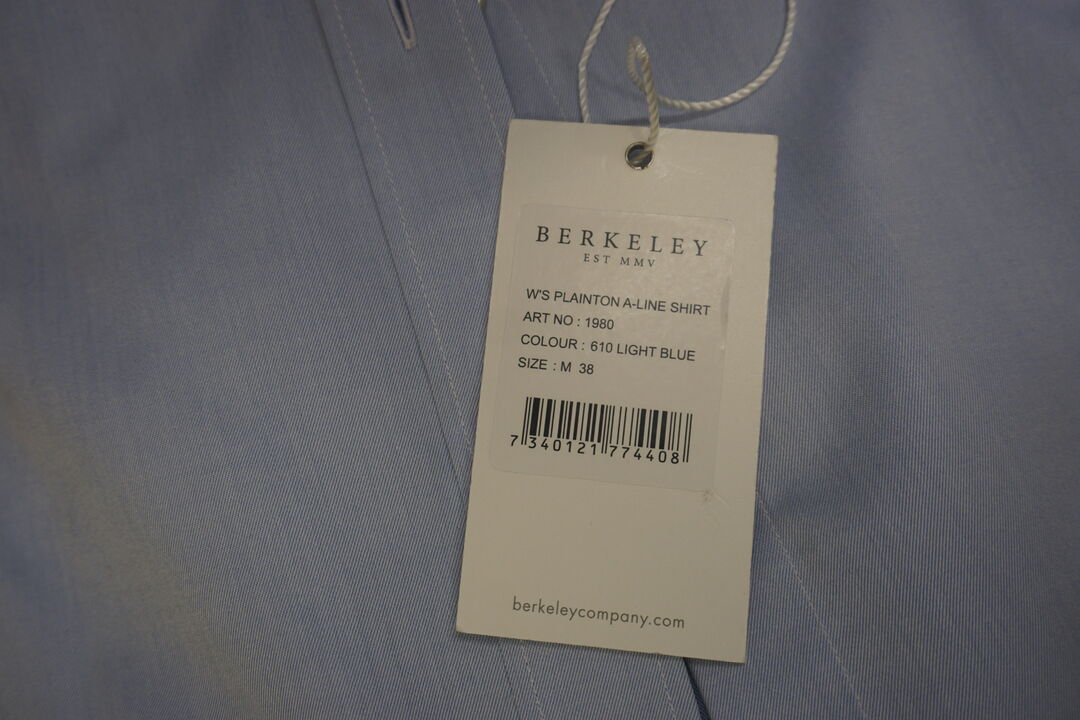 BERKELEY
EST MMV
W'S PLAINTON A-LINE SHIRT
ART NO : 1980
COLOUR : 610 LIGHT BLUE
SIZE : M 38
7 340121 774408
berkeleycompany.com